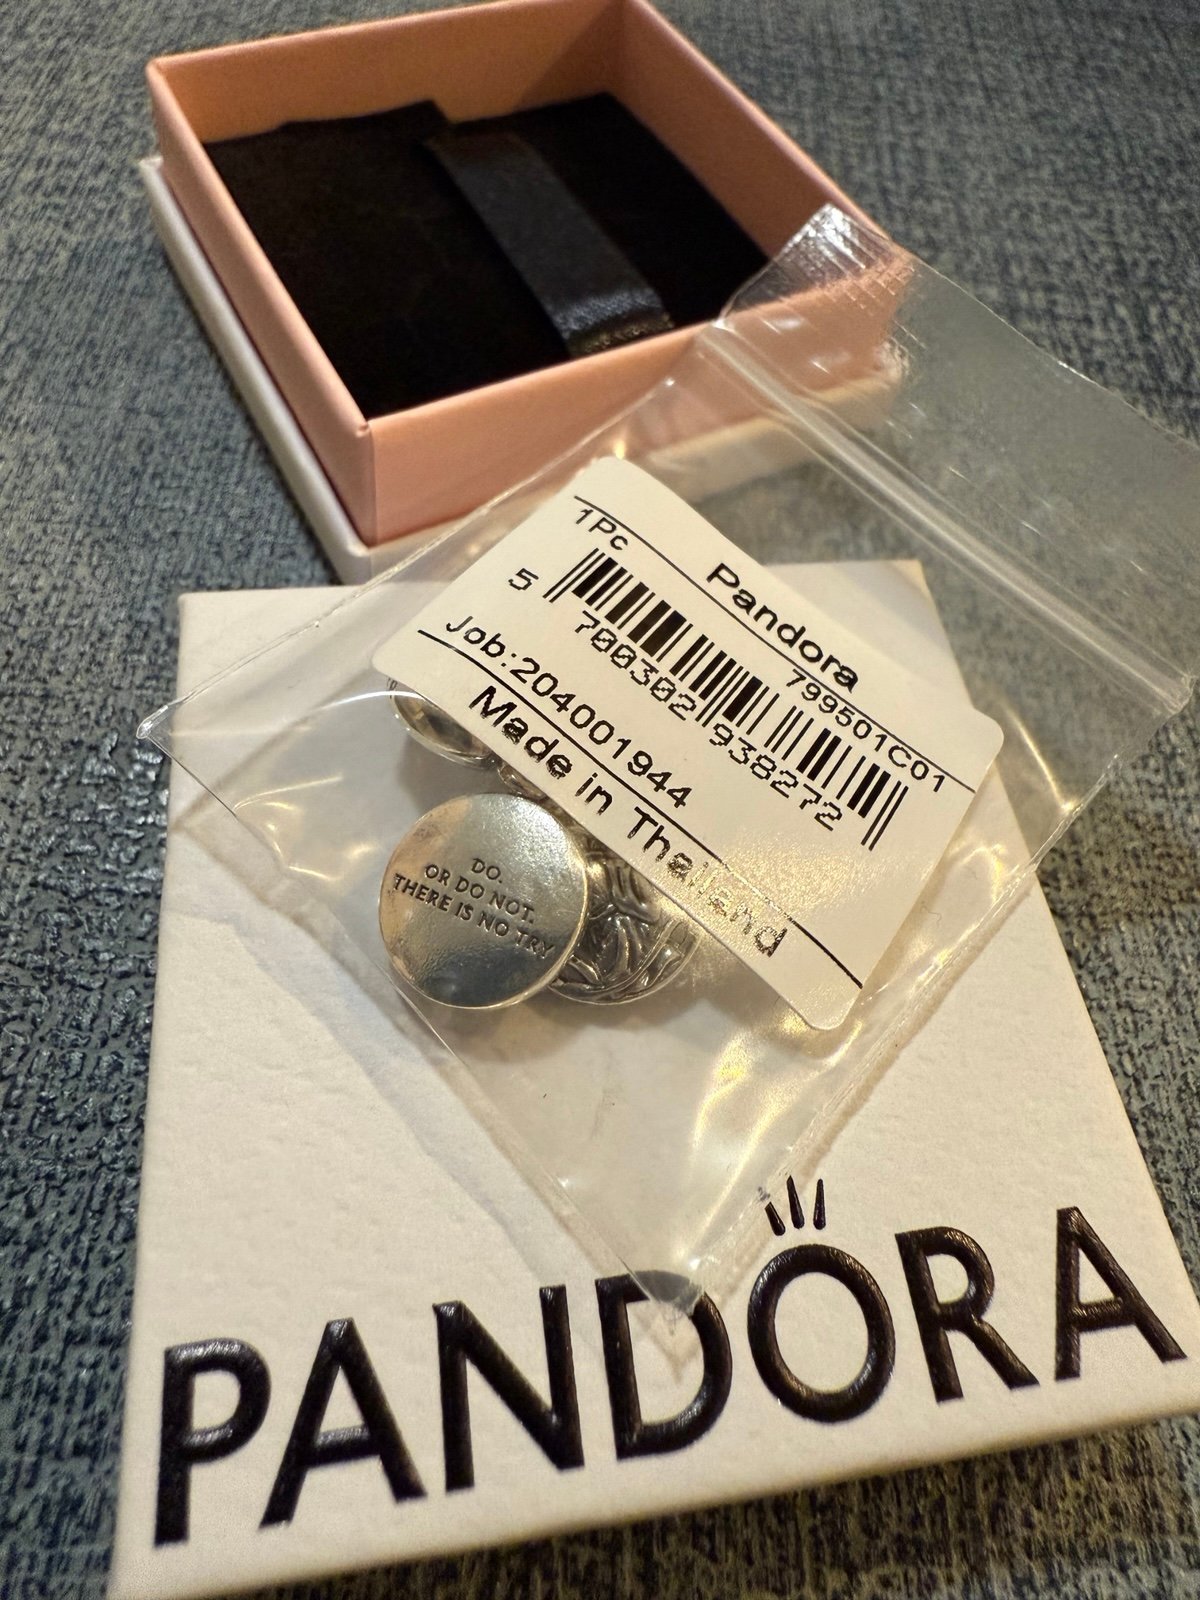 1Pc
Pandora
799501C01
5 700302 938272
Job:204001944
Made in Thailend
DO.
OR DO NOT.
THERE IS NO TRY
PANDORA